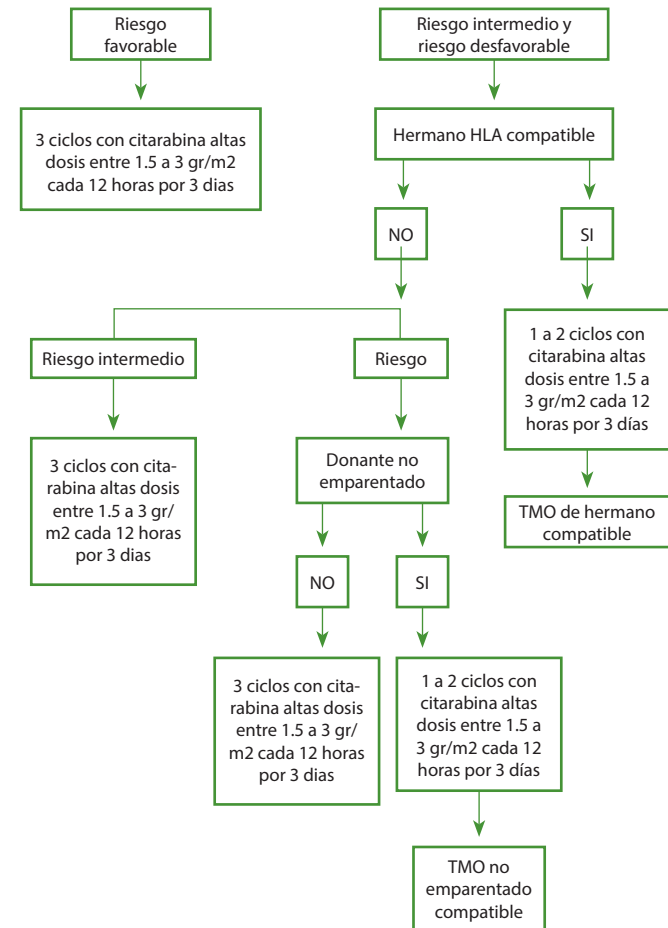 Riesgo
favorable
3 ciclos con citarabina altas
dosis entre 1.5 a 3 gr/m2
cada 12 horas por 3 dias
Riesgo intermedio y
riesgo desfavorable
Hermano HLA compatible
NO
SI
Riesgo intermedio
Riesgo
1 a 2 ciclos con
citarabina altas
dosis entre 1.5 a
3 gr/m2 cada 12
horas por 3 días
3 ciclos con cita-
rabina altas dosis
entre 1.5 a 3 gr/
m2 cada 12 horas
por 3 dias
Donante no
emparentado
TMO de hermano
compatible
NO
SI
3 ciclos con cita-
rabina altas dosis
entre 1.5 a 3 gr/
m2 cada 12 horas
por 3 dias
1 a 2 ciclos con
citarabina altas
dosis entre 1.5 a
3 gr/m2 cada 12
horas por 3 días
TMO no
emparentado
compatible